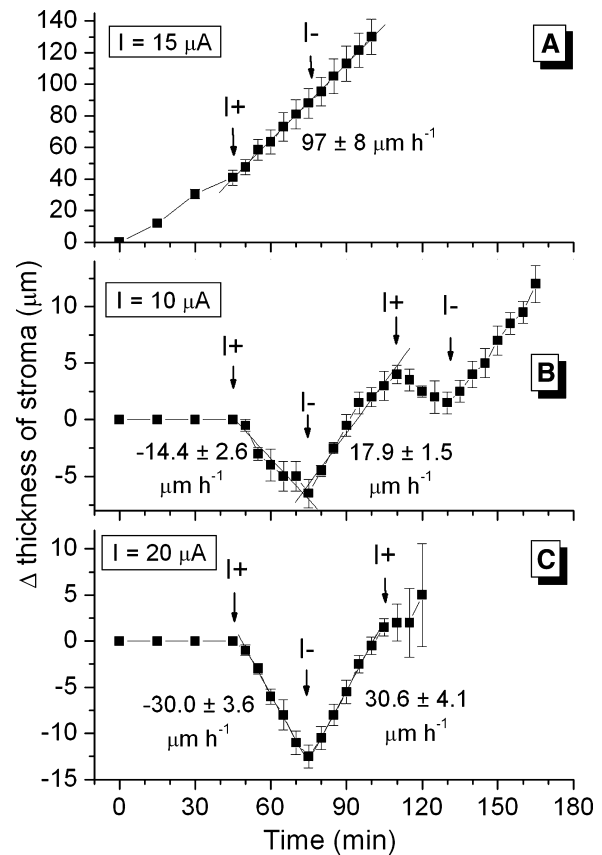 140
120
100
80
60
40
20
0
I = 15 μA
I-
I+
97 ± 8 μm h⁻¹
A
Δ thickness of stroma (μm)
10
5
0
-5
I = 10 μA
I+
I-
I+
I-
-14.4 ± 2.6
μm h⁻¹
17.9 ± 1.5
μm h⁻¹
B
10
5
0
-5
-10
-15
I = 20 μA
I+
I-
I+
-30.0 ± 3.6
μm h⁻¹
30.6 ± 4.1
μm h⁻¹
C
0 30 60 90 120 150 180
Time (min)